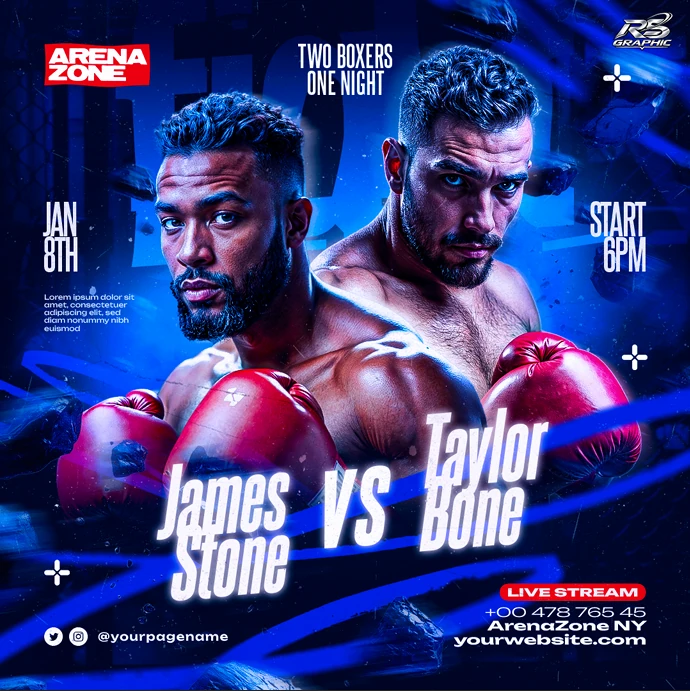 ARENA
ZONE
TWO BOXERS
ONE NIGHT
RS
GRAPHIC
JAN
8TH
START
6PM
Lorem ipsum dolor sit
amet, consectetuer
adipiscing elit, sed
diam nonummy nibh
euismod
James
Stone
VS
Taylor
Bone
LIVE STREAM
+00 478 765 45
ArenaZone NY
yourwebsite.com
@yourpagename